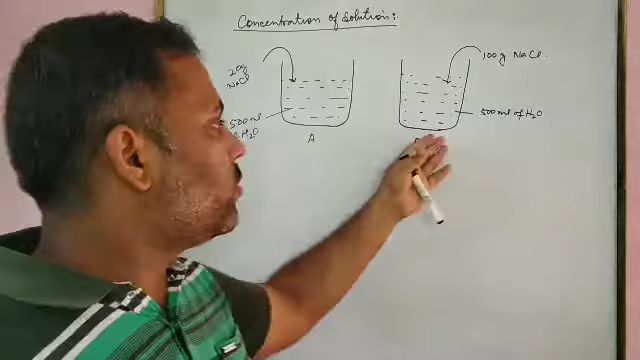 Concentration of Solution:-
20g
NaCl
500ml
H₂O
A
100g NaCl.
500ml of H₂O